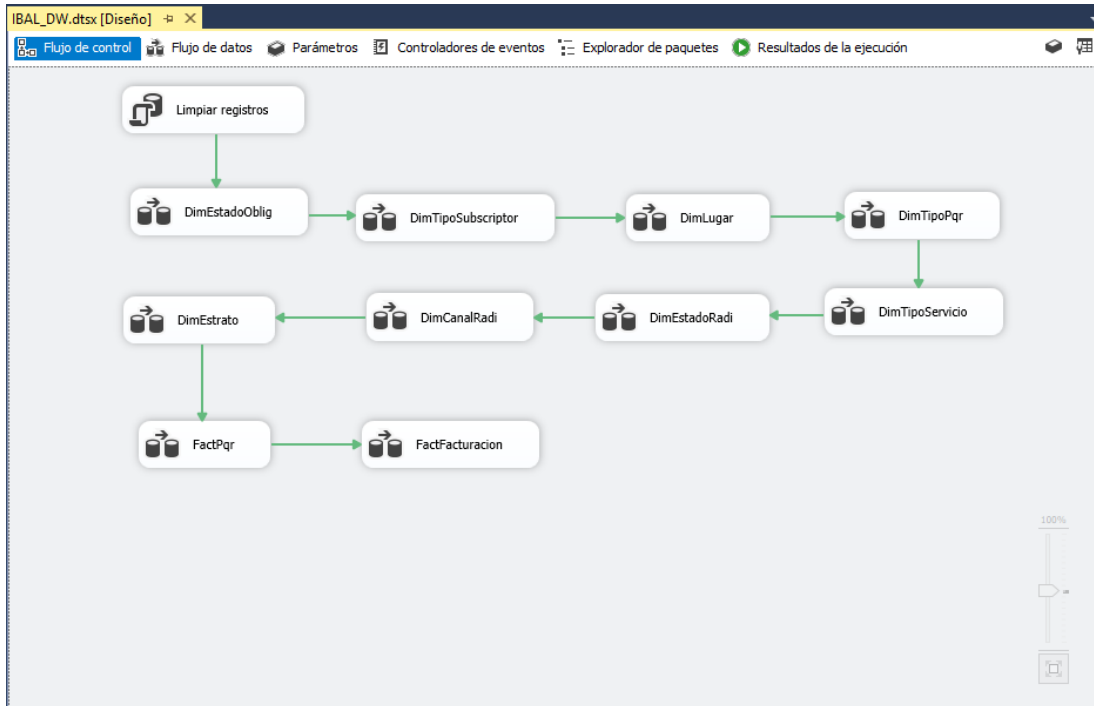 IBAL_DW.dtsx [Diseño]
Flujo de control Flujo de datos Parámetros Controladores de eventos Explorador de paquetes Resultados de la ejecución
Limpiar registros
DimEstadoOblig
DimTipoSubscriptor
DimLugar
DimTipoPqr
DimEstrato
DimCanalRadi
DimEstadoRadi
DimTipoServicio
FactPqr
FactFacturacion
100%